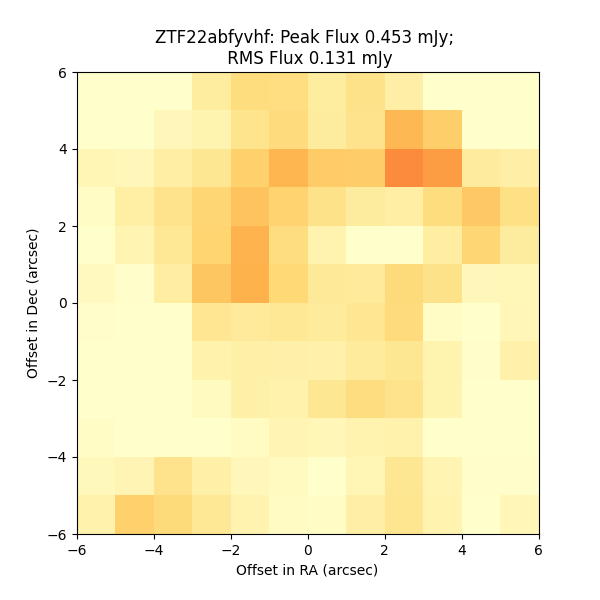 ZTF22abfyvhf: Peak Flux 0.453 mJy;
RMS Flux 0.131 mJy
6
4
2
0
−2
−4
−6
Offset in Dec (arcsec)
−6 −4 −2 0 2 4 6
Offset in RA (arcsec)